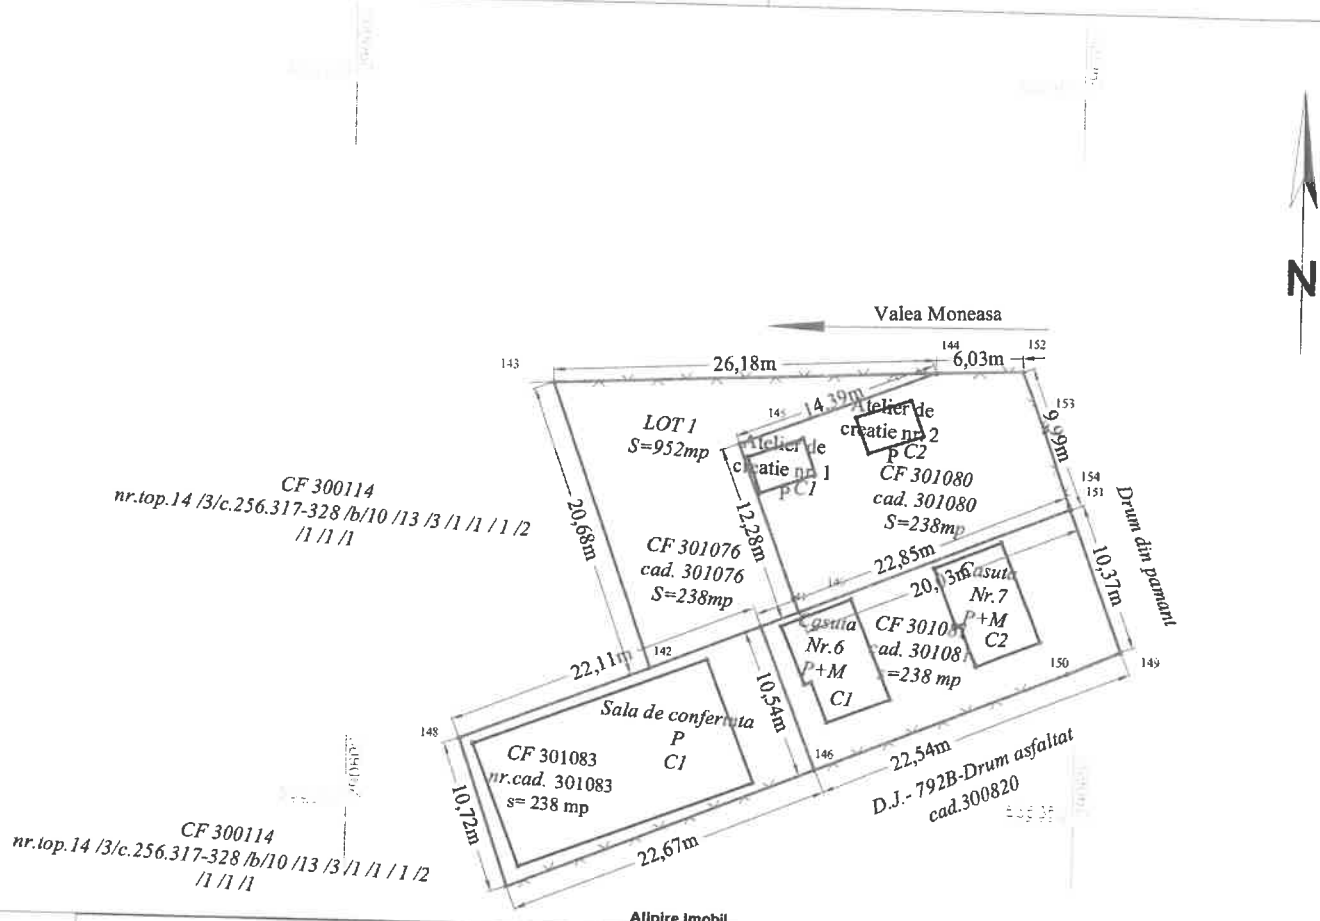 N
Valea Moneasa
143
26,18m
144
6,03m
152
153
9,99m
154
151
LOT 1
S=952mp
14,39m
Atelier de
creatie nr. 2
P C2
CF 301080
cad. 301080
S=238mp
Atelier de
creatie nr. 1
P C1
CF 300114
nr.top.14 /3/c.256.317-328 /b/10 /13 /3 /1 /1 / 1 /2
/1 /1 /1
20,68m
12,28m
CF 301076
cad. 301076
S=238mp
22,85m
20,03m
10,37m
Drum din pamant
Casuta
Nr.7
P+M
C2
Casuta
Nr.6
P+M
C1
cad. 301081
=238 mp
150
149
142
22,11m
148
10,54m
Sala de conferinta
P
C1
CF 301083
nr.cad. 301083
s= 238 mp
146
22,54m
D.J.- 792B-Drum asfaltat
cad.300820
10,72m
22,67m
CF 300114
nr.top.14 /3/c.256.317-328 /b/10 /13 /3 /1 /1 / 1 /2
/1 /1 /1
Alipire Imobil